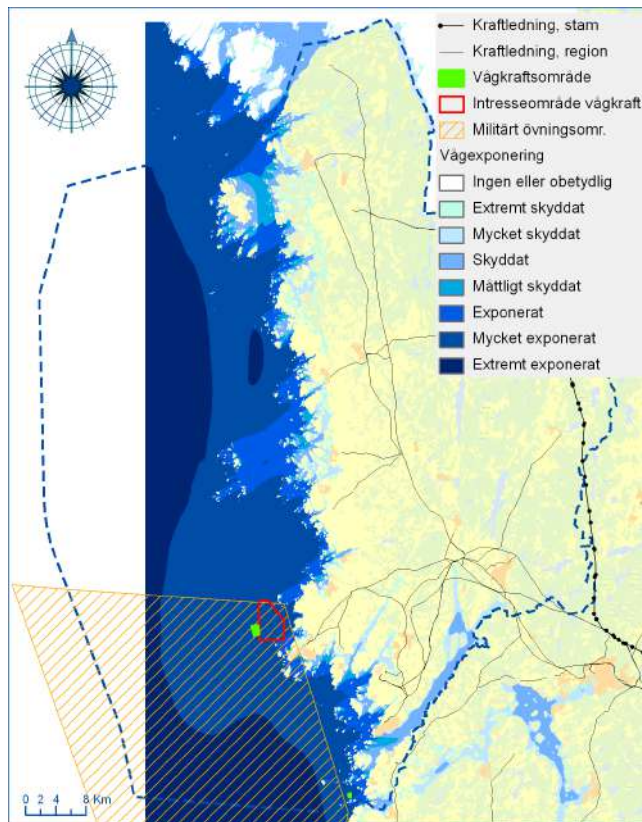 Kraftledning, stam
Kraftledning, region
Vågkraftsområde
Intresseområde vågkraft
Militärt övningsomr.
Vågexponering
Ingen eller obetydlig
Extremt skyddat
Mycket skyddat
Skyddat
Måttligt skyddat
Exponerat
Mycket exponerat
Extremt exponerat
0 2 4 8 Km